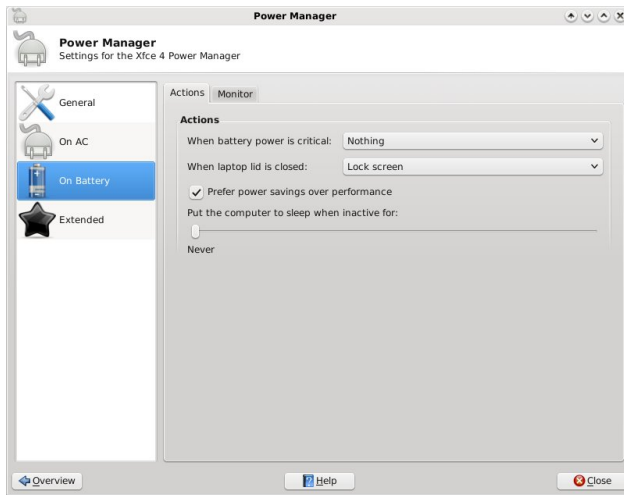 Power Manager
Power Manager
Settings for the Xfce 4 Power Manager
General
On AC
On Battery
Extended
Actions Monitor
Actions
When battery power is critical: Nothing
When laptop lid is closed: Lock screen
Prefer power savings over performance
Put the computer to sleep when inactive for:
Never
Overview Help Close